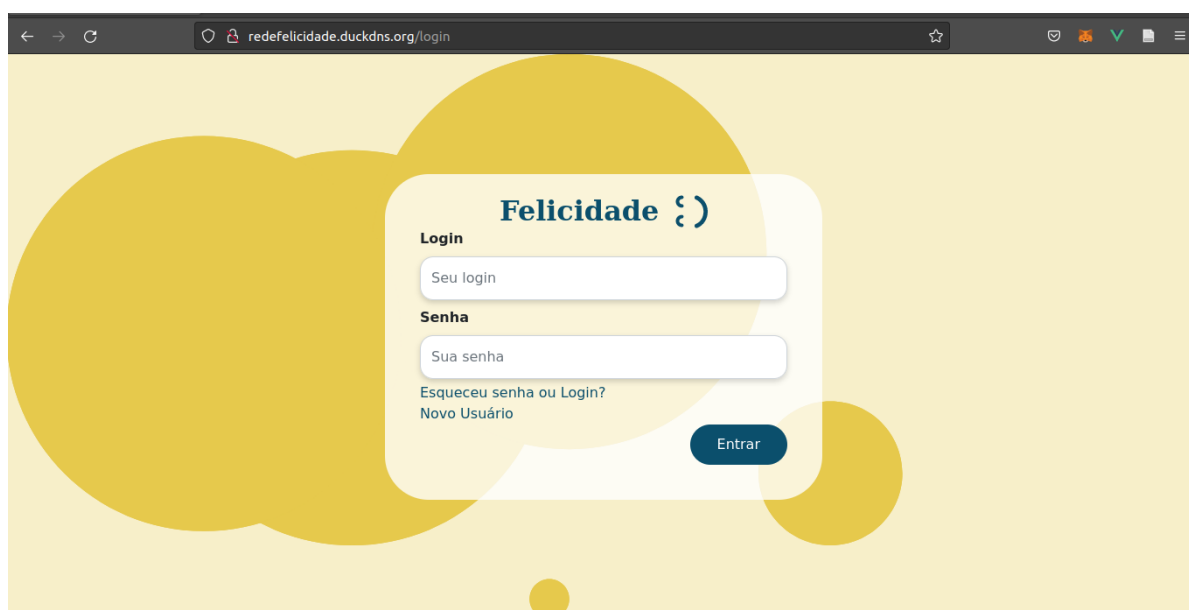 redefelicidade.duckdns.org/login
Felicidade :)
Login
Seu login
Senha
Sua senha
Esqueceu senha ou Login?
Novo Usuário
Entrar